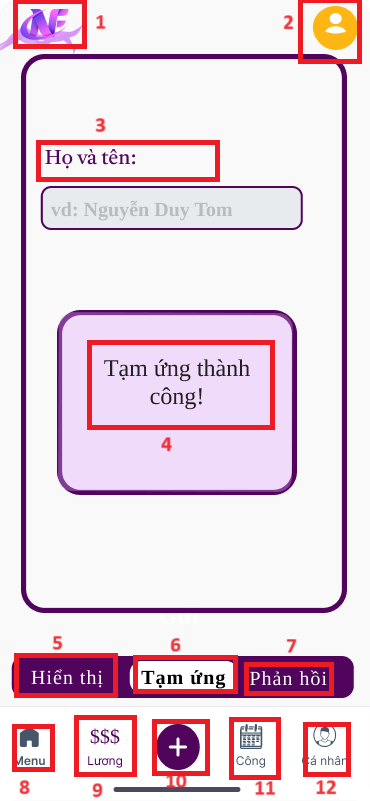 NF
1
2
3
Họ và tên:
vd: Nguyễn Duy Tom
Tạm ứng thành
công!
4
5
6
7
Hiển thị
Tạm ứng
Phản hồi
$$$
Menu
Lương
Công
Cá nhân
8
9
10
11
12